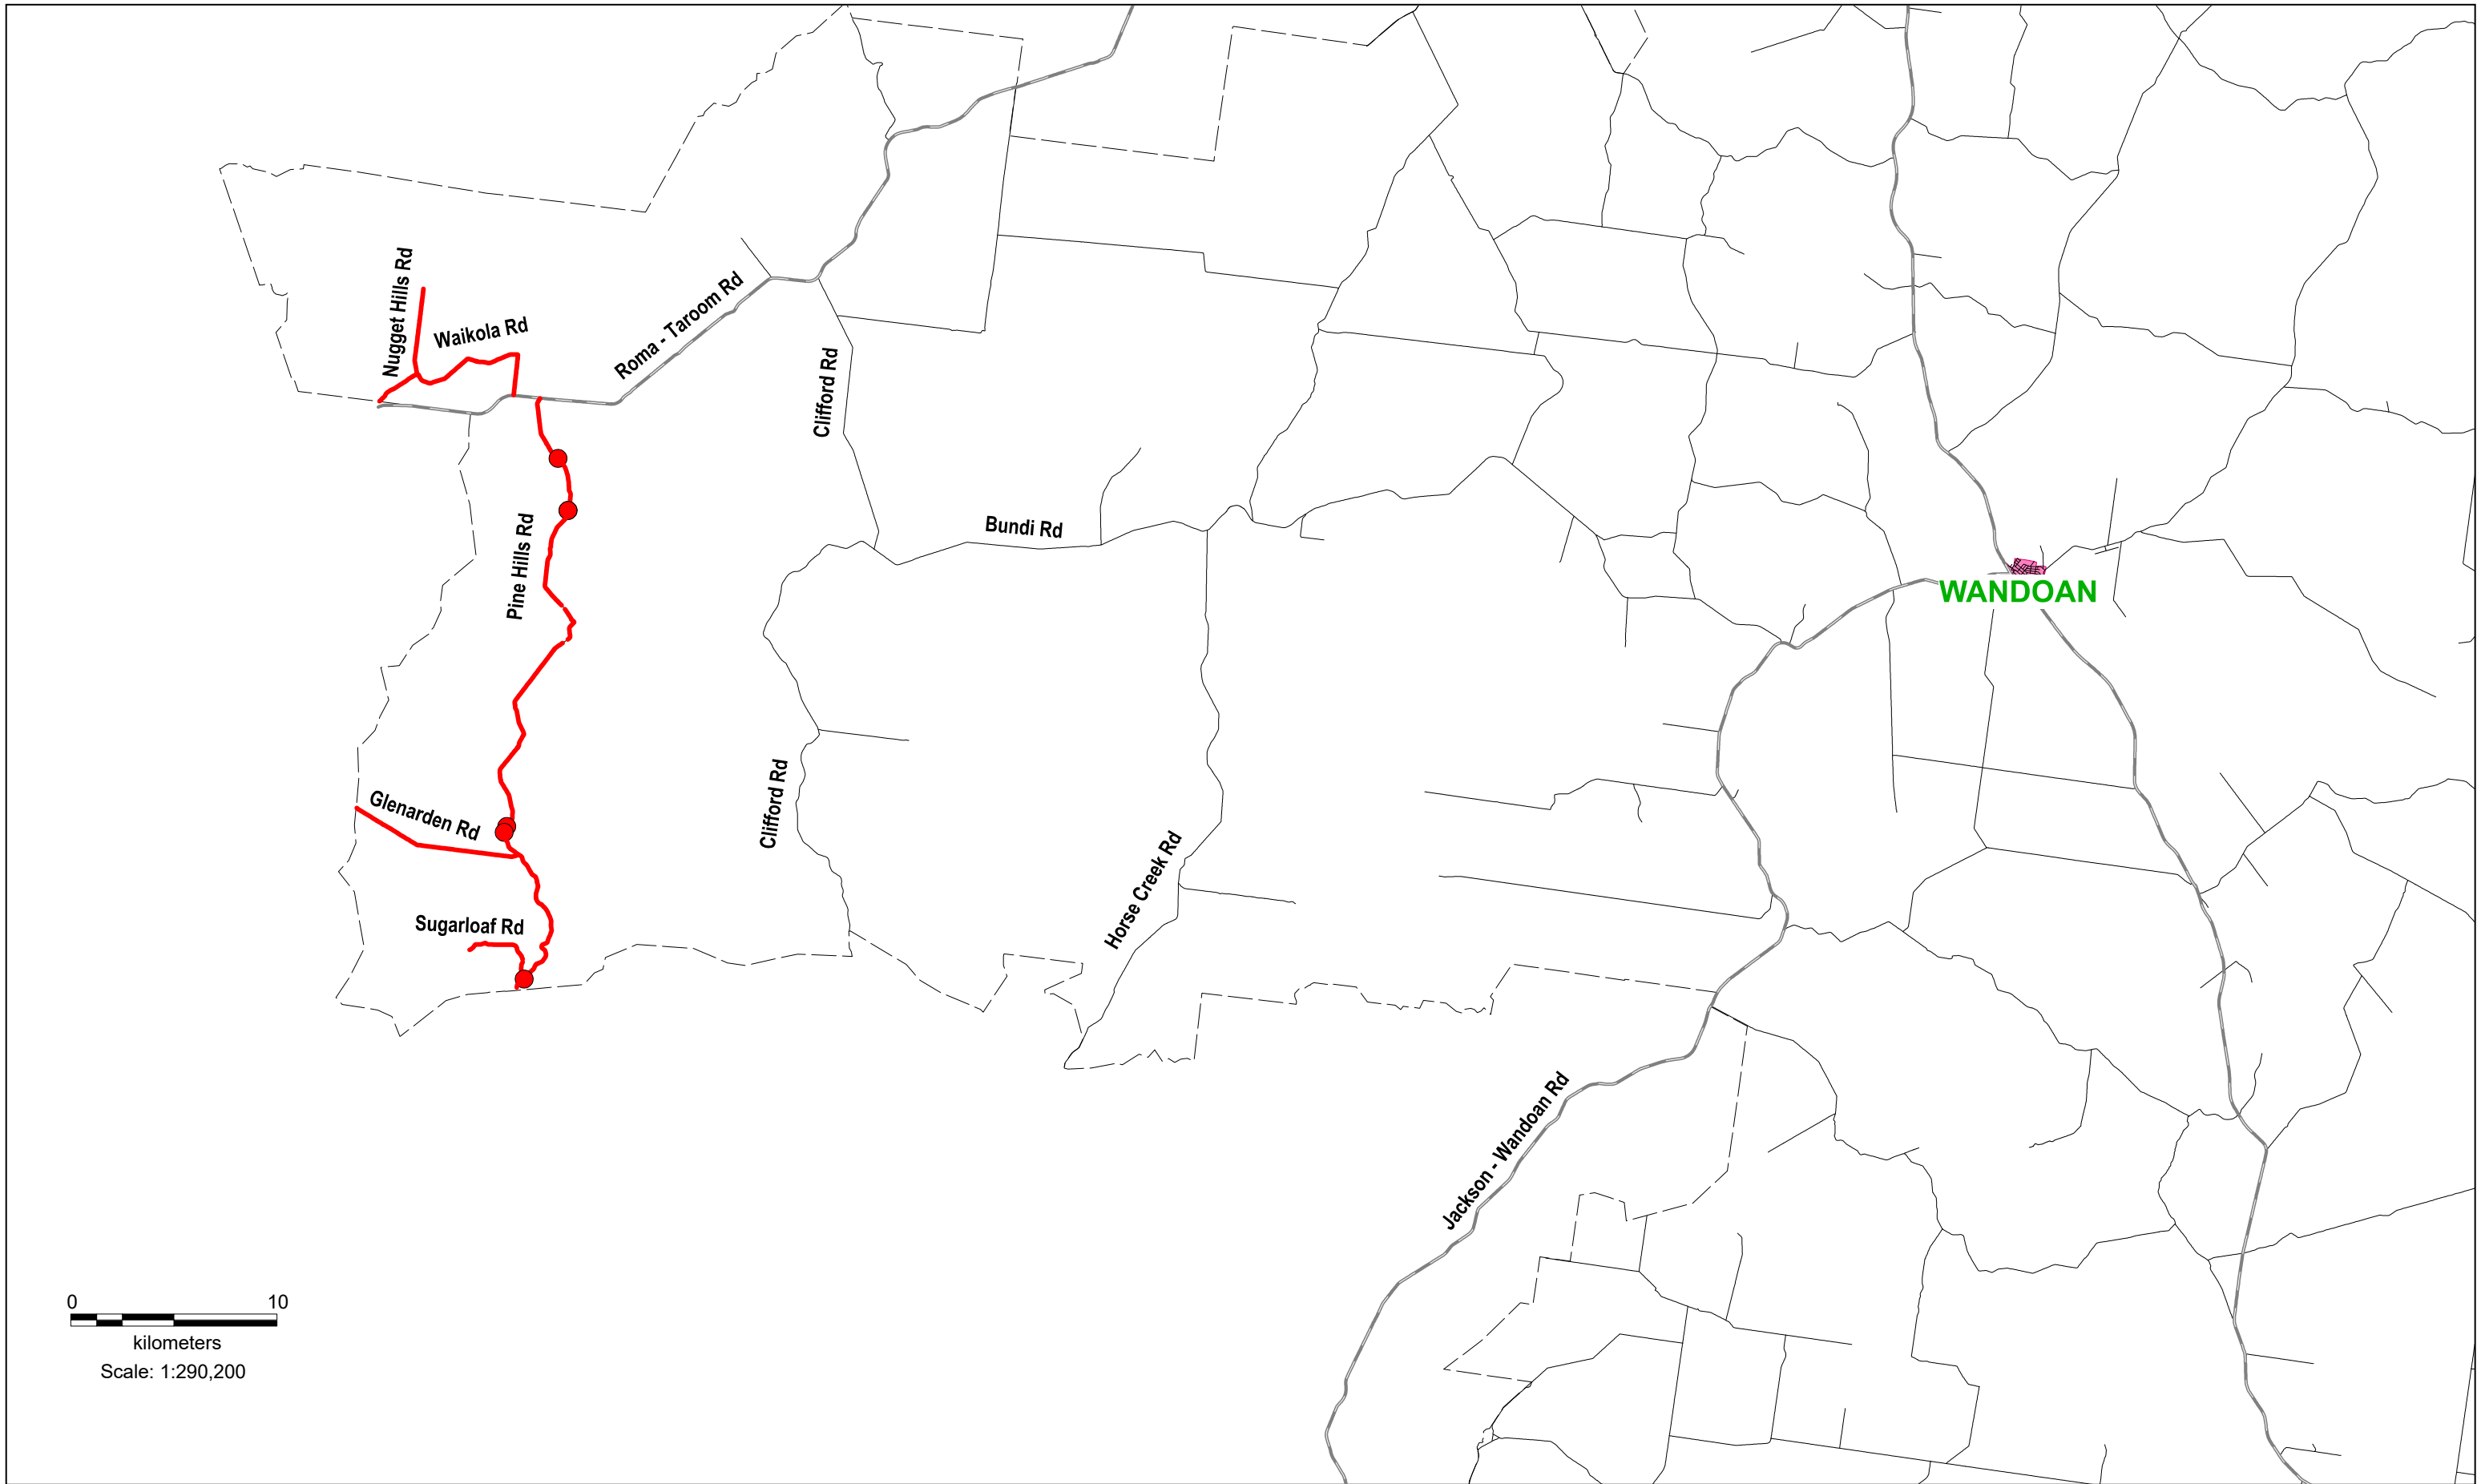 Nugget Hills Rd
Waikola Rd
Roma - Taroom Rd
Clifford Rd
Bundi Rd
Pine Hills Rd
WANDOAN
Glenarden Rd
Clifford Rd
Horse Creek Rd
Sugarloaf Rd
Jackson - Wandoan Rd
0 10
kilometers
Scale: 1:290,200